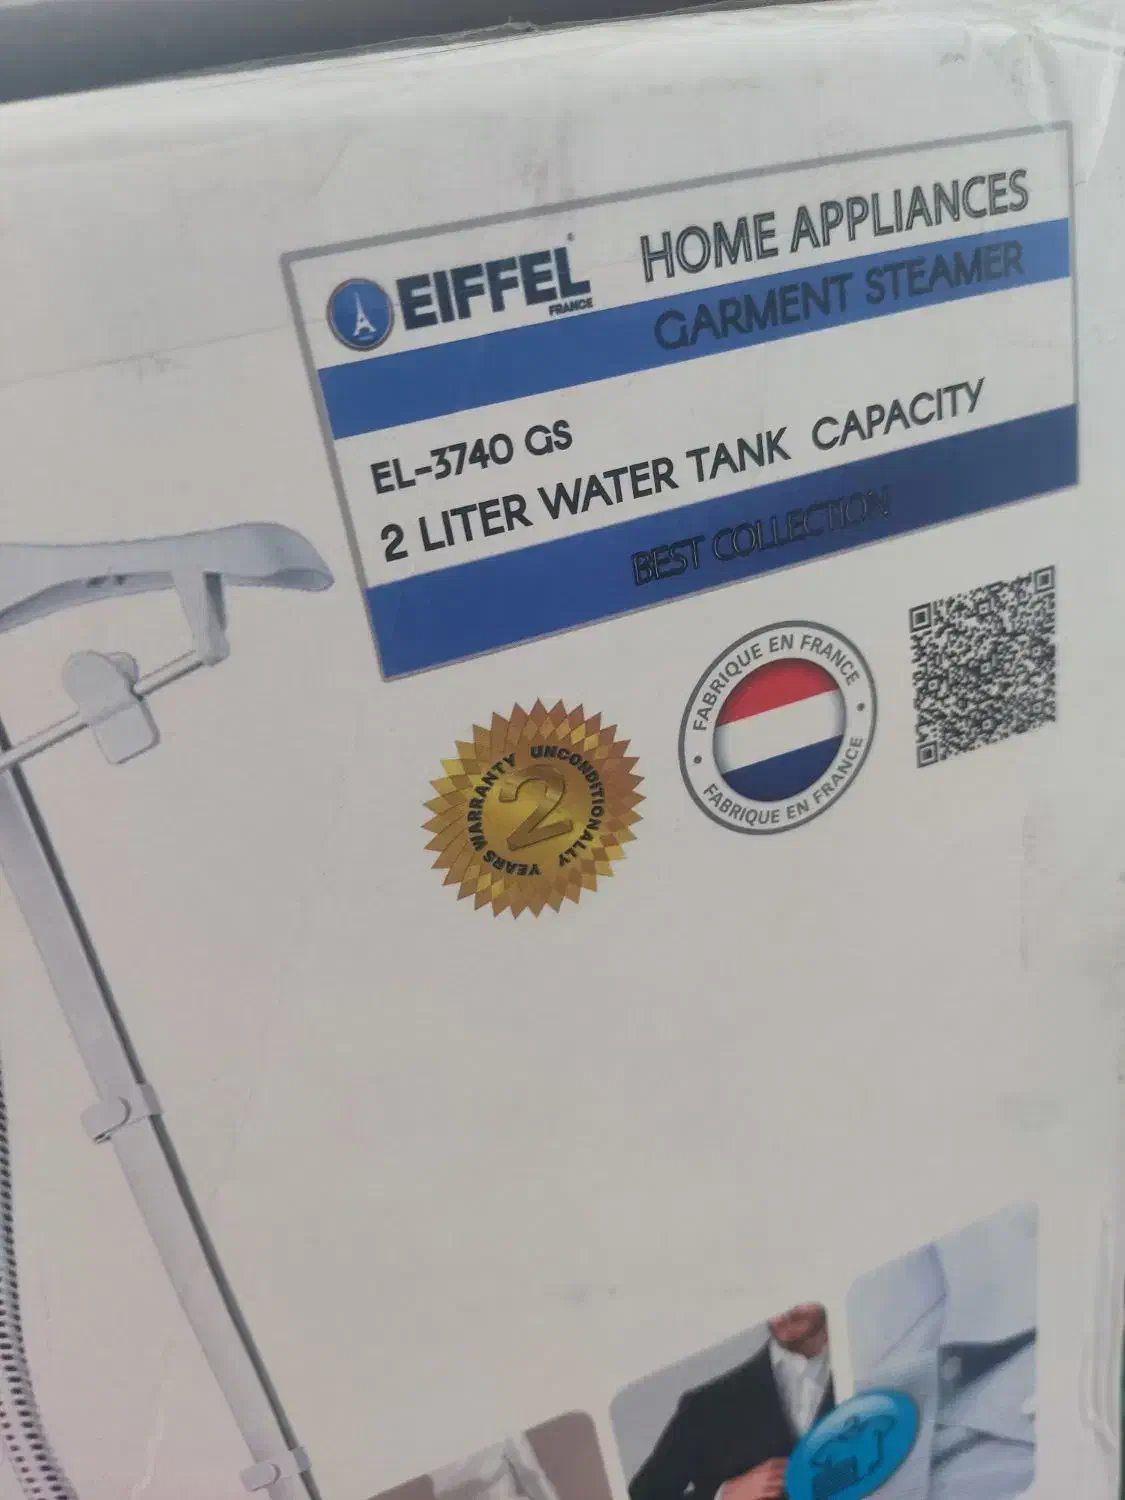 EIFFEL
FRANCE
HOME APPLIANCES
GARMENT STEAMER
EL-3740 GS
2 LITER WATER TANK CAPACITY
BEST COLLECTION
FABRIQUE EN FRANCE
FABRIQUE EN FRANCE
UNCONDITIONALLY
2
YEARS WARRANTY